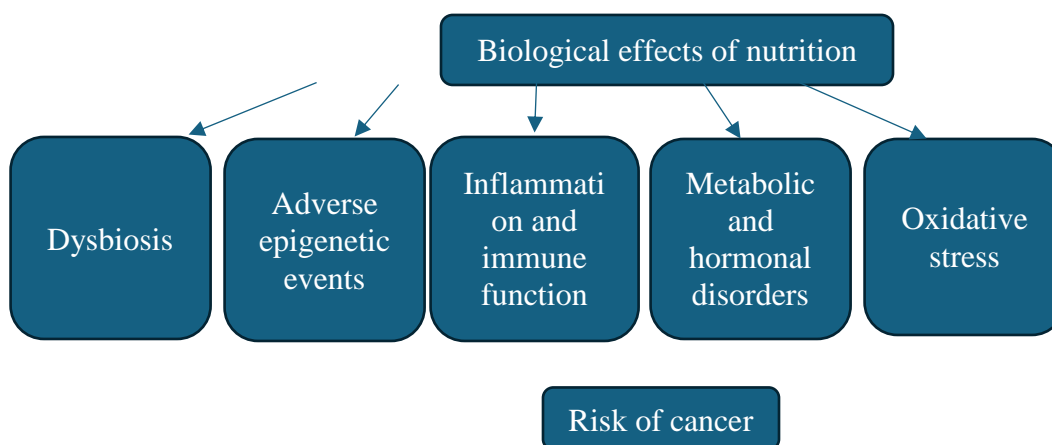 Biological effects of nutrition
Dysbiosis
Adverse
epigenetic
events
Inflammati
on and
immune
function
Metabolic
and
hormonal
disorders
Oxidative
stress
Risk of cancer